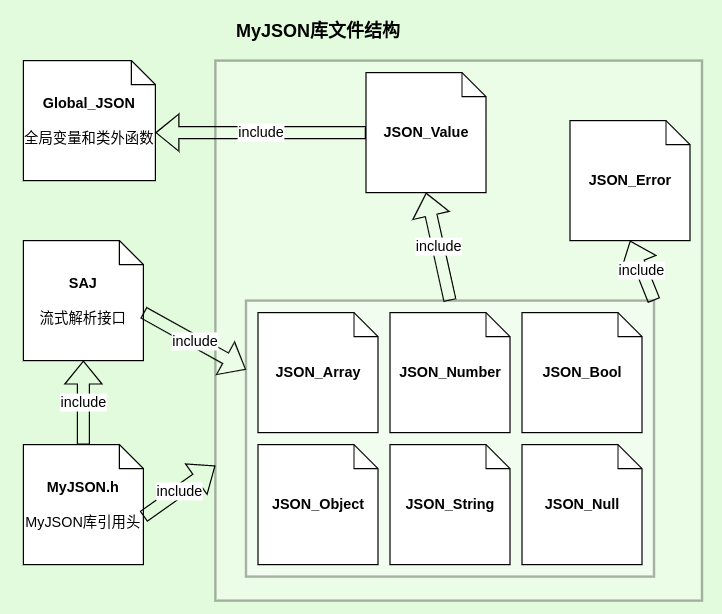 MyJSON库文件结构
Global_JSON
全局变量和类外函数
include
JSON_Value
JSON_Error
include
include
SAJ
流式解析接口
include
JSON_Array
JSON_Number
JSON_Bool
include
MyJSON.h
MyJSON库引用头
include
JSON_Object
JSON_String
JSON_Null